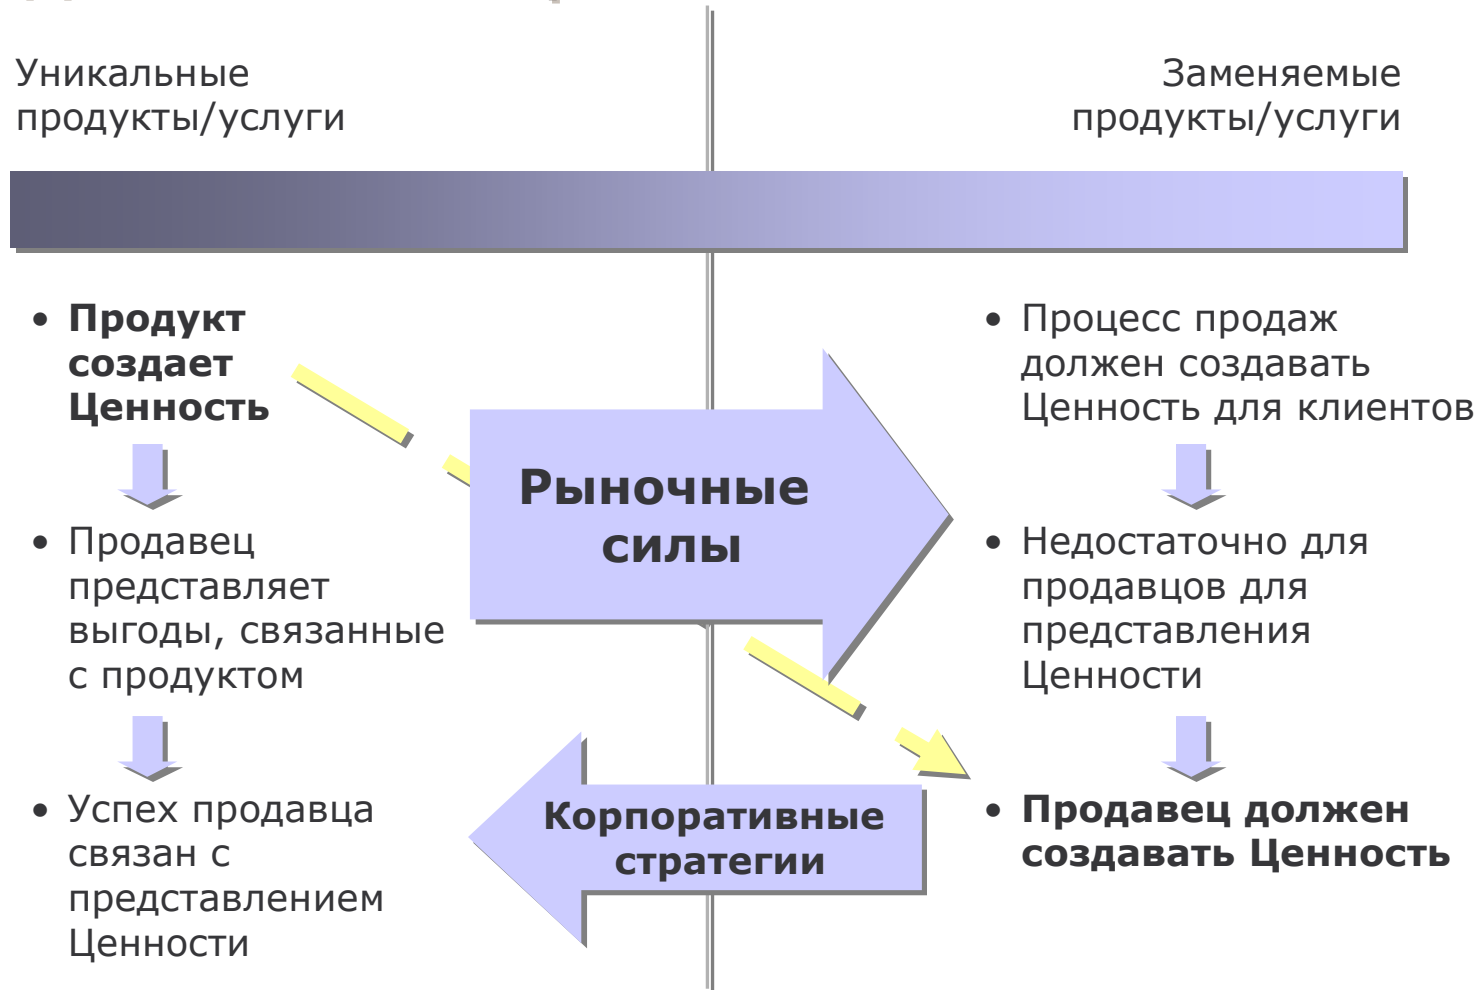 Уникальные
продукты/услуги
Заменяемые
продукты/услуги
• Продукт
создает
Ценность
• Продавец
представляет
выгоды, связанные
с продуктом
• Успех продавца
связан с
представлением
Ценности
Рыночные
силы
Корпоративные
стратегии
• Процесс продаж
должен создавать
Ценность для клиентов
• Недостаточно для
продавцов для
представления
Ценности
• Продавец должен
создавать Ценность